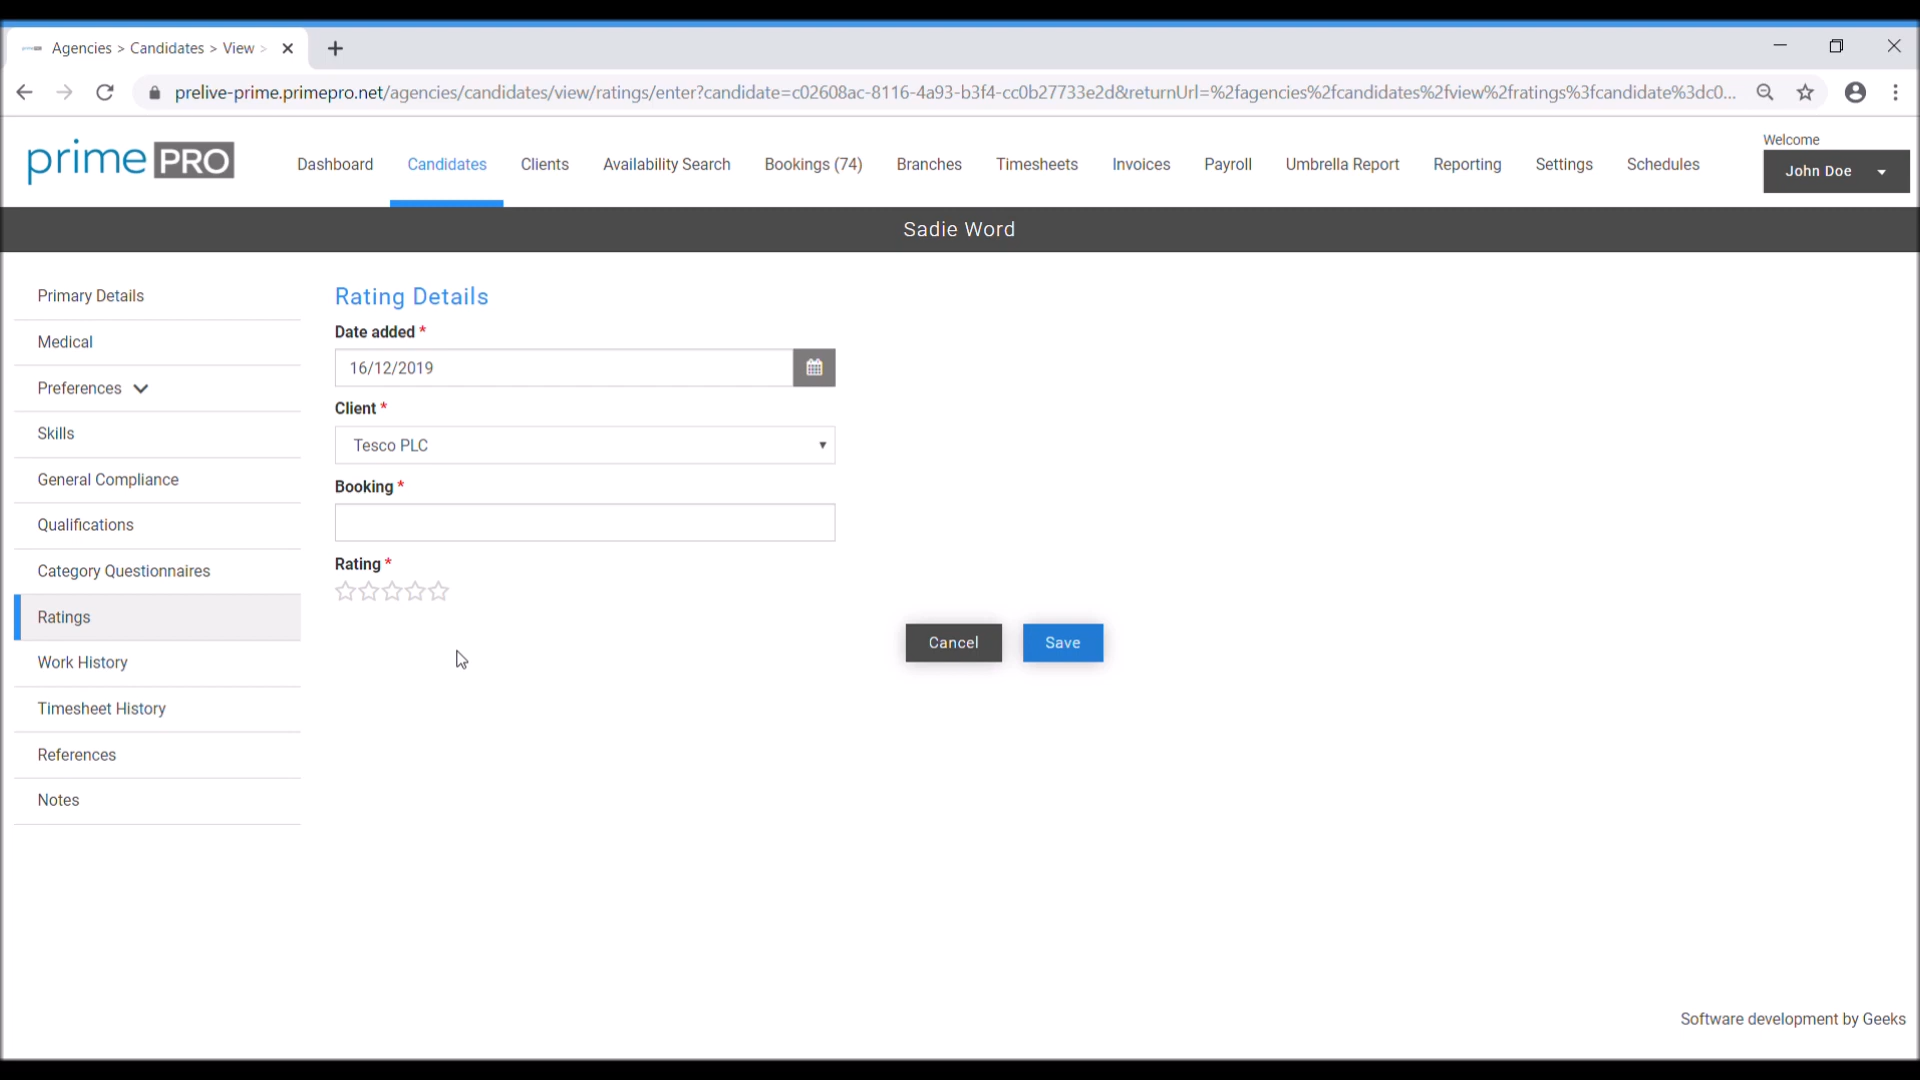 Agencies > Candidates > View >
prelive-prime.primepro.net/agencies/candidates/view/ratings/enter?candidate=c02608ac-8116-4a93-b3f4-cc0b27733e2d&returnUrl=%2fagencies%2fcandidates%2fview%2fratings%3fcandidate%3dc0...
prime PRO
Dashboard Candidates Clients Availability Search Bookings (74) Branches Timesheets Invoices Payroll Umbrella Report Reporting Settings Schedules
Welcome
John Doe
Sadie Word
Primary Details
Medical
Preferences
Skills
General Compliance
Qualifications
Category Questionnaires
Ratings
Work History
Timesheet History
References
Notes
Rating Details
Date added *
16/12/2019
Client *
Tesco PLC
Booking *
Rating *
Cancel Save
Software development by Geeks